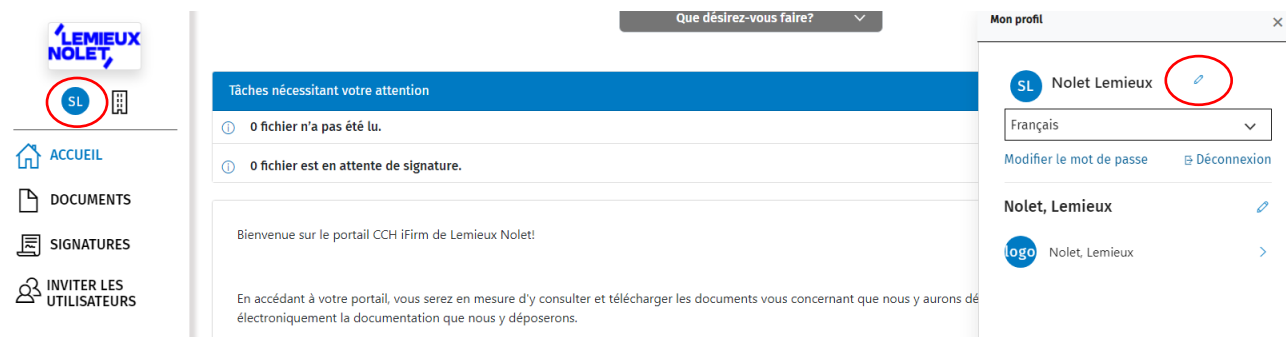 LEMIEUX
NOLET
SL
ACCUEIL
DOCUMENTS
SIGNATURES
INVITER LES
UTILISATEURS
Que désirez-vous faire?
Tâches nécessitant votre attention
0 fichier n'a pas été lu.
0 fichier est en attente de signature.
Bienvenue sur le portail CCH iFirm de Lemieux Nolet!
En accédant à votre portail, vous serez en mesure d'y consulter et télécharger les documents vous concernant que nous y aurons dé
électroniquement la documentation que nous y déposerons.
Mon profil
SL Nolet Lemieux
Français
Modifier le mot de passe Déconnexion
Nolet, Lemieux
logo Nolet, Lemieux